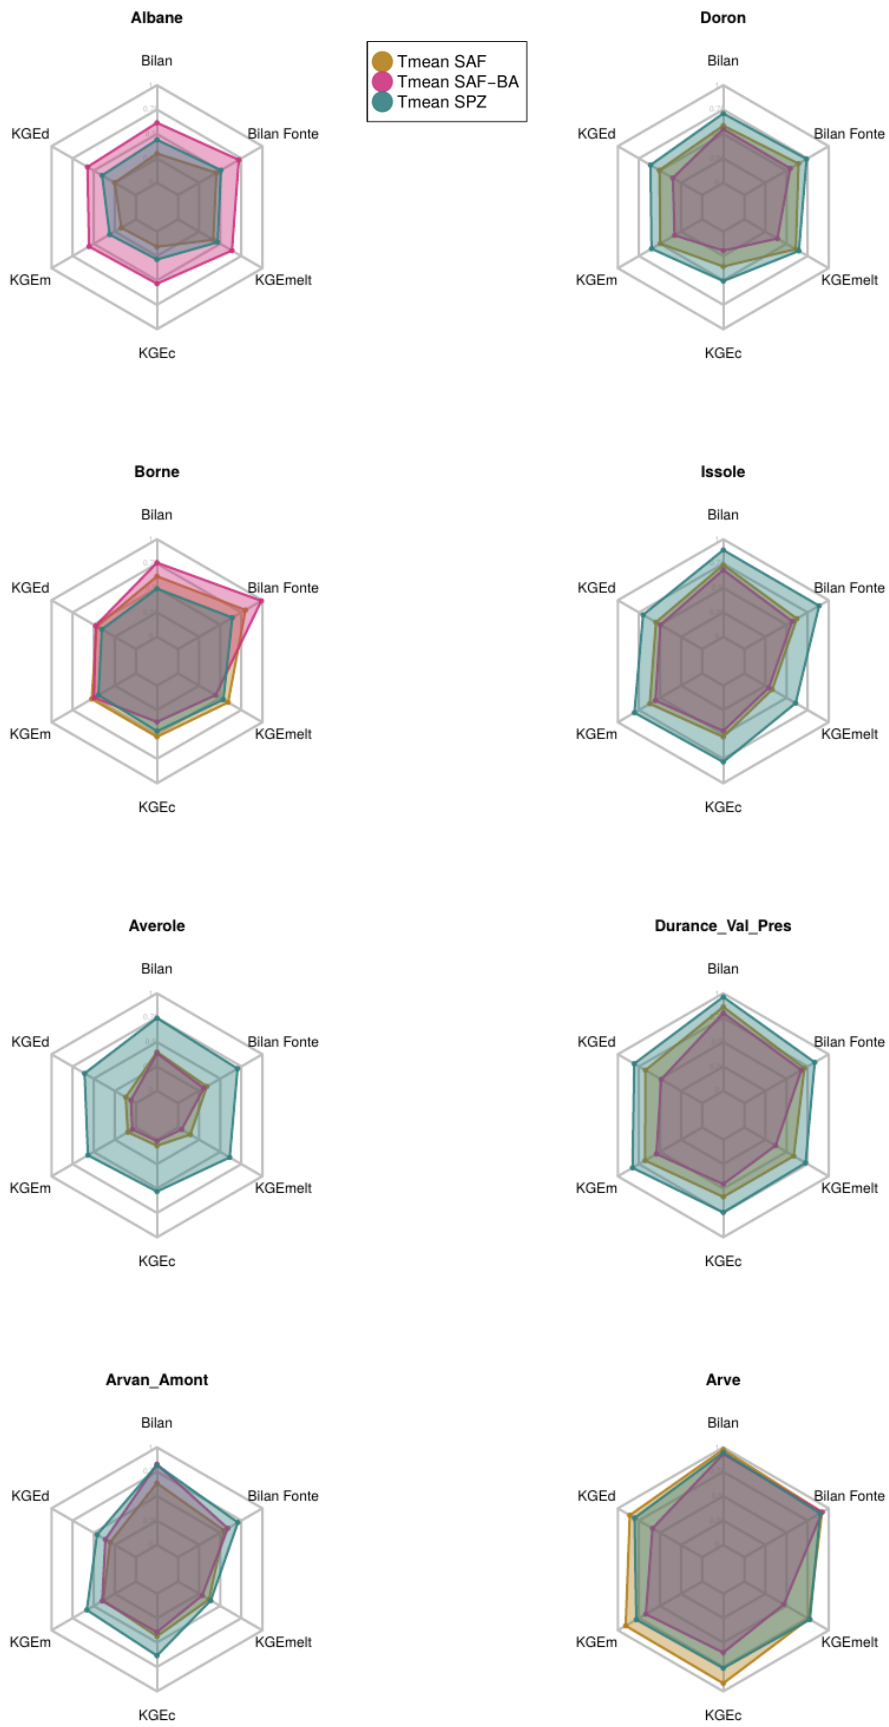 Albane
Doron
Tmean SAF
Tmean SAF−BA
Tmean SPZ
Bilan
Bilan Fonte
KGEmelt
KGEc
KGEm
KGEd
Bilan
Bilan Fonte
KGEmelt
KGEc
KGEm
KGEd
Borne
Issole
Bilan
Bilan Fonte
KGEmelt
KGEc
KGEm
KGEd
Bilan
Bilan Fonte
KGEmelt
KGEc
KGEm
KGEd
Averole
Durance_Val_Pres
Bilan
Bilan Fonte
KGEmelt
KGEc
KGEm
KGEd
Bilan
Bilan Fonte
KGEmelt
KGEc
KGEm
KGEd
Arvan_Amont
Arve
Bilan
Bilan Fonte
KGEmelt
KGEc
KGEm
KGEd
Bilan
Bilan Fonte
KGEmelt
KGEc
KGEm
KGEd